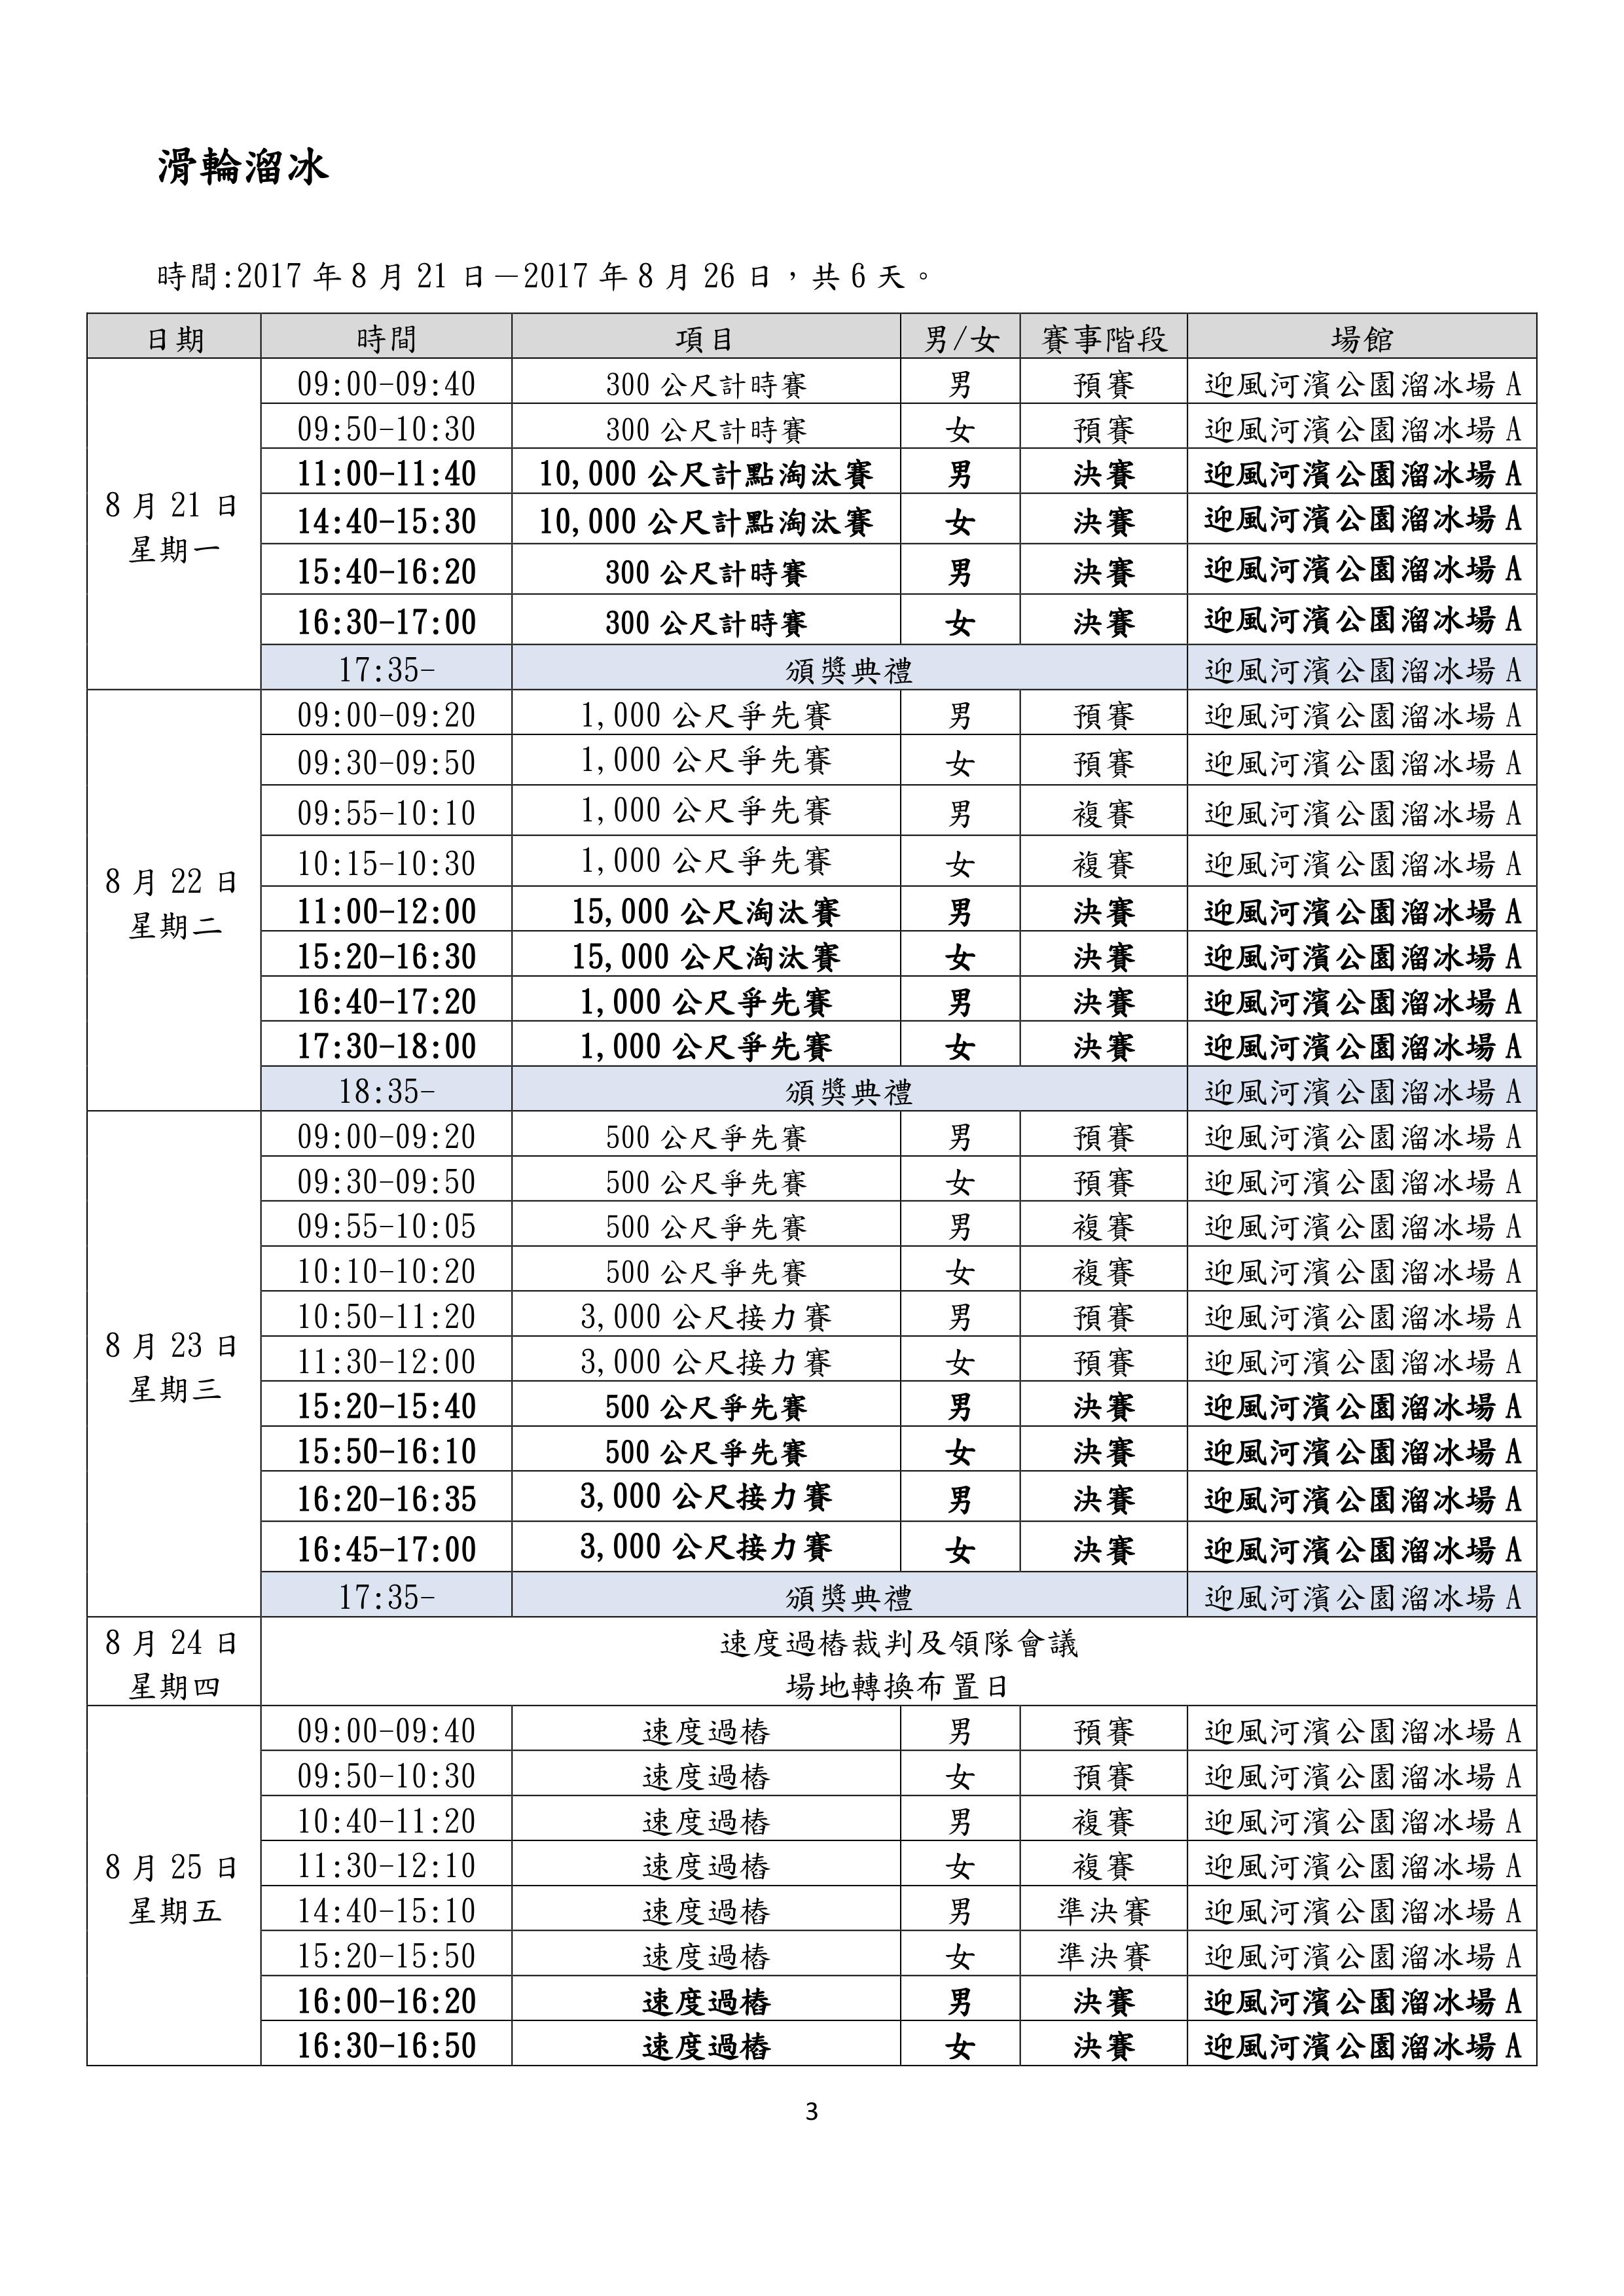 滑輪溜冰
時間:2017 年 8 月 21 日－2017 年 8 月 26 日，共 6 天。
日期 時間 項目 男/女 賽事階段 場館
8 月 21 日
星期一
09:00-09:40 300 公尺計時賽 男 預賽 迎風河濱公園溜冰場 A
09:50-10:30 300 公尺計時賽 女 預賽 迎風河濱公園溜冰場 A
11:00-11:40 10,000 公尺計點淘汰賽 男 決賽 迎風河濱公園溜冰場 A
14:40-15:30 10,000 公尺計點淘汰賽 女 決賽 迎風河濱公園溜冰場 A
15:40-16:20 300 公尺計時賽 男 決賽 迎風河濱公園溜冰場 A
16:30-17:00 300 公尺計時賽 女 決賽 迎風河濱公園溜冰場 A
17:35- 頒獎典禮 迎風河濱公園溜冰場 A
8 月 22 日
星期二
09:00-09:20 1,000 公尺爭先賽 男 預賽 迎風河濱公園溜冰場 A
09:30-09:50 1,000 公尺爭先賽 女 預賽 迎風河濱公園溜冰場 A
09:55-10:10 1,000 公尺爭先賽 男 複賽 迎風河濱公園溜冰場 A
10:15-10:30 1,000 公尺爭先賽 女 複賽 迎風河濱公園溜冰場 A
11:00-12:00 15,000 公尺淘汰賽 男 決賽 迎風河濱公園溜冰場 A
15:20-16:30 15,000 公尺淘汰賽 女 決賽 迎風河濱公園溜冰場 A
16:40-17:20 1,000 公尺爭先賽 男 決賽 迎風河濱公園溜冰場 A
17:30-18:00 1,000 公尺爭先賽 女 決賽 迎風河濱公園溜冰場 A
18:35- 頒獎典禮 迎風河濱公園溜冰場 A
8 月 23 日
星期三
09:00-09:20 500 公尺爭先賽 男 預賽 迎風河濱公園溜冰場 A
09:30-09:50 500 公尺爭先賽 女 預賽 迎風河濱公園溜冰場 A
09:55-10:05 500 公尺爭先賽 男 複賽 迎風河濱公園溜冰場 A
10:10-10:20 500 公尺爭先賽 女 複賽 迎風河濱公園溜冰場 A
10:50-11:20 3,000 公尺接力賽 男 預賽 迎風河濱公園溜冰場 A
11:30-12:00 3,000 公尺接力賽 女 預賽 迎風河濱公園溜冰場 A
15:20-15:40 500 公尺爭先賽 男 決賽 迎風河濱公園溜冰場 A
15:50-16:10 500 公尺爭先賽 女 決賽 迎風河濱公園溜冰場 A
16:20-16:35 3,000 公尺接力賽 男 決賽 迎風河濱公園溜冰場 A
16:45-17:00 3,000 公尺接力賽 女 決賽 迎風河濱公園溜冰場 A
17:35- 頒獎典禮 迎風河濱公園溜冰場 A
8 月 24 日
星期四
速度過樁裁判及領隊會議
場地轉換布置日
8 月 25 日
星期五
09:00-09:40 速度過樁 男 預賽 迎風河濱公園溜冰場 A
09:50-10:30 速度過樁 女 預賽 迎風河濱公園溜冰場 A
10:40-11:20 速度過樁 男 複賽 迎風河濱公園溜冰場 A
11:30-12:10 速度過樁 女 複賽 迎風河濱公園溜冰場 A
14:40-15:10 速度過樁 男 準決賽 迎風河濱公園溜冰場 A
15:20-15:50 速度過樁 女 準決賽 迎風河濱公園溜冰場 A
16:00-16:20 速度過樁 男 決賽 迎風河濱公園溜冰場 A
16:30-16:50 速度過樁 女 決賽 迎風河濱公園溜冰場 A
3